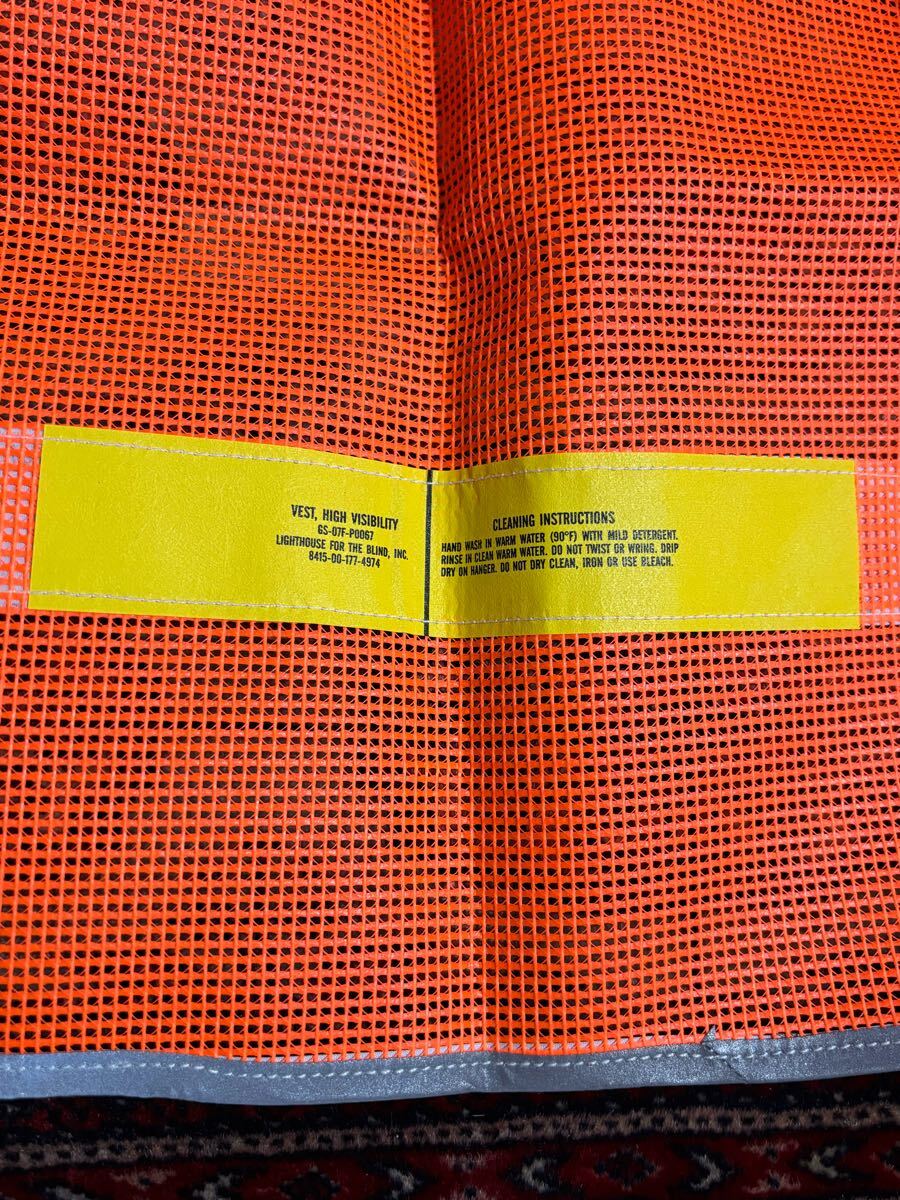 VEST, HIGH VISIBILITY
GS-07F-P0067
LIGHTHOUSE FOR THE BLIND, INC.
8415-00-177-4974
CLEANING INSTRUCTIONS
HAND WASH IN WARM WATER (90°F) WITH MILD DETERGENT.
RINSE IN CLEAN WARM WATER. DO NOT TWIST OR WRING. DRIP
DRY ON HANGER. DO NOT DRY CLEAN, IRON OR USE BLEACH.